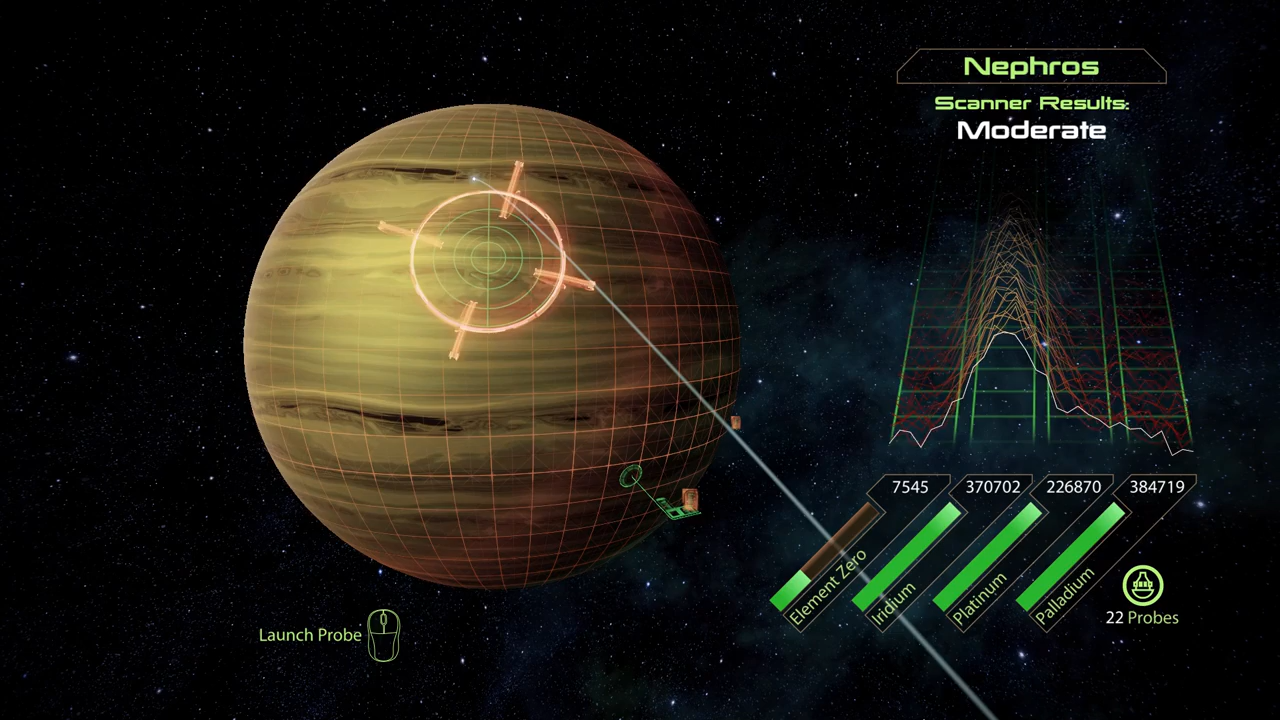 Nephros
Scanner Results:
Moderate
7545
370702
226870
384719
Element Zero
Iridium
Platinum
Palladium
22 Probes
Launch Probe